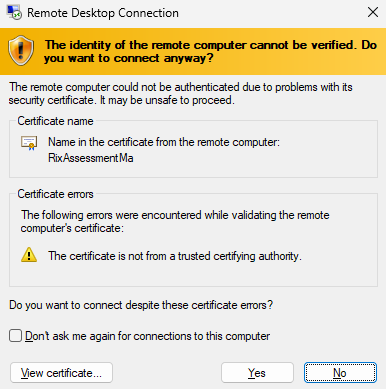 Remote Desktop Connection
The identity of the remote computer cannot be verified. Do
you want to connect anyway?
The remote computer could not be authenticated due to problems with its
security certificate. It may be unsafe to proceed.
Certificate name
Name in the certificate from the remote computer:
RixAssessmentMa
Certificate errors
The following errors were encountered while validating the remote
computer's certificate:
The certificate is not from a trusted certifying authority.
Do you want to connect despite these certificate errors?
Don't ask me again for connections to this computer
View certificate...
Yes
No